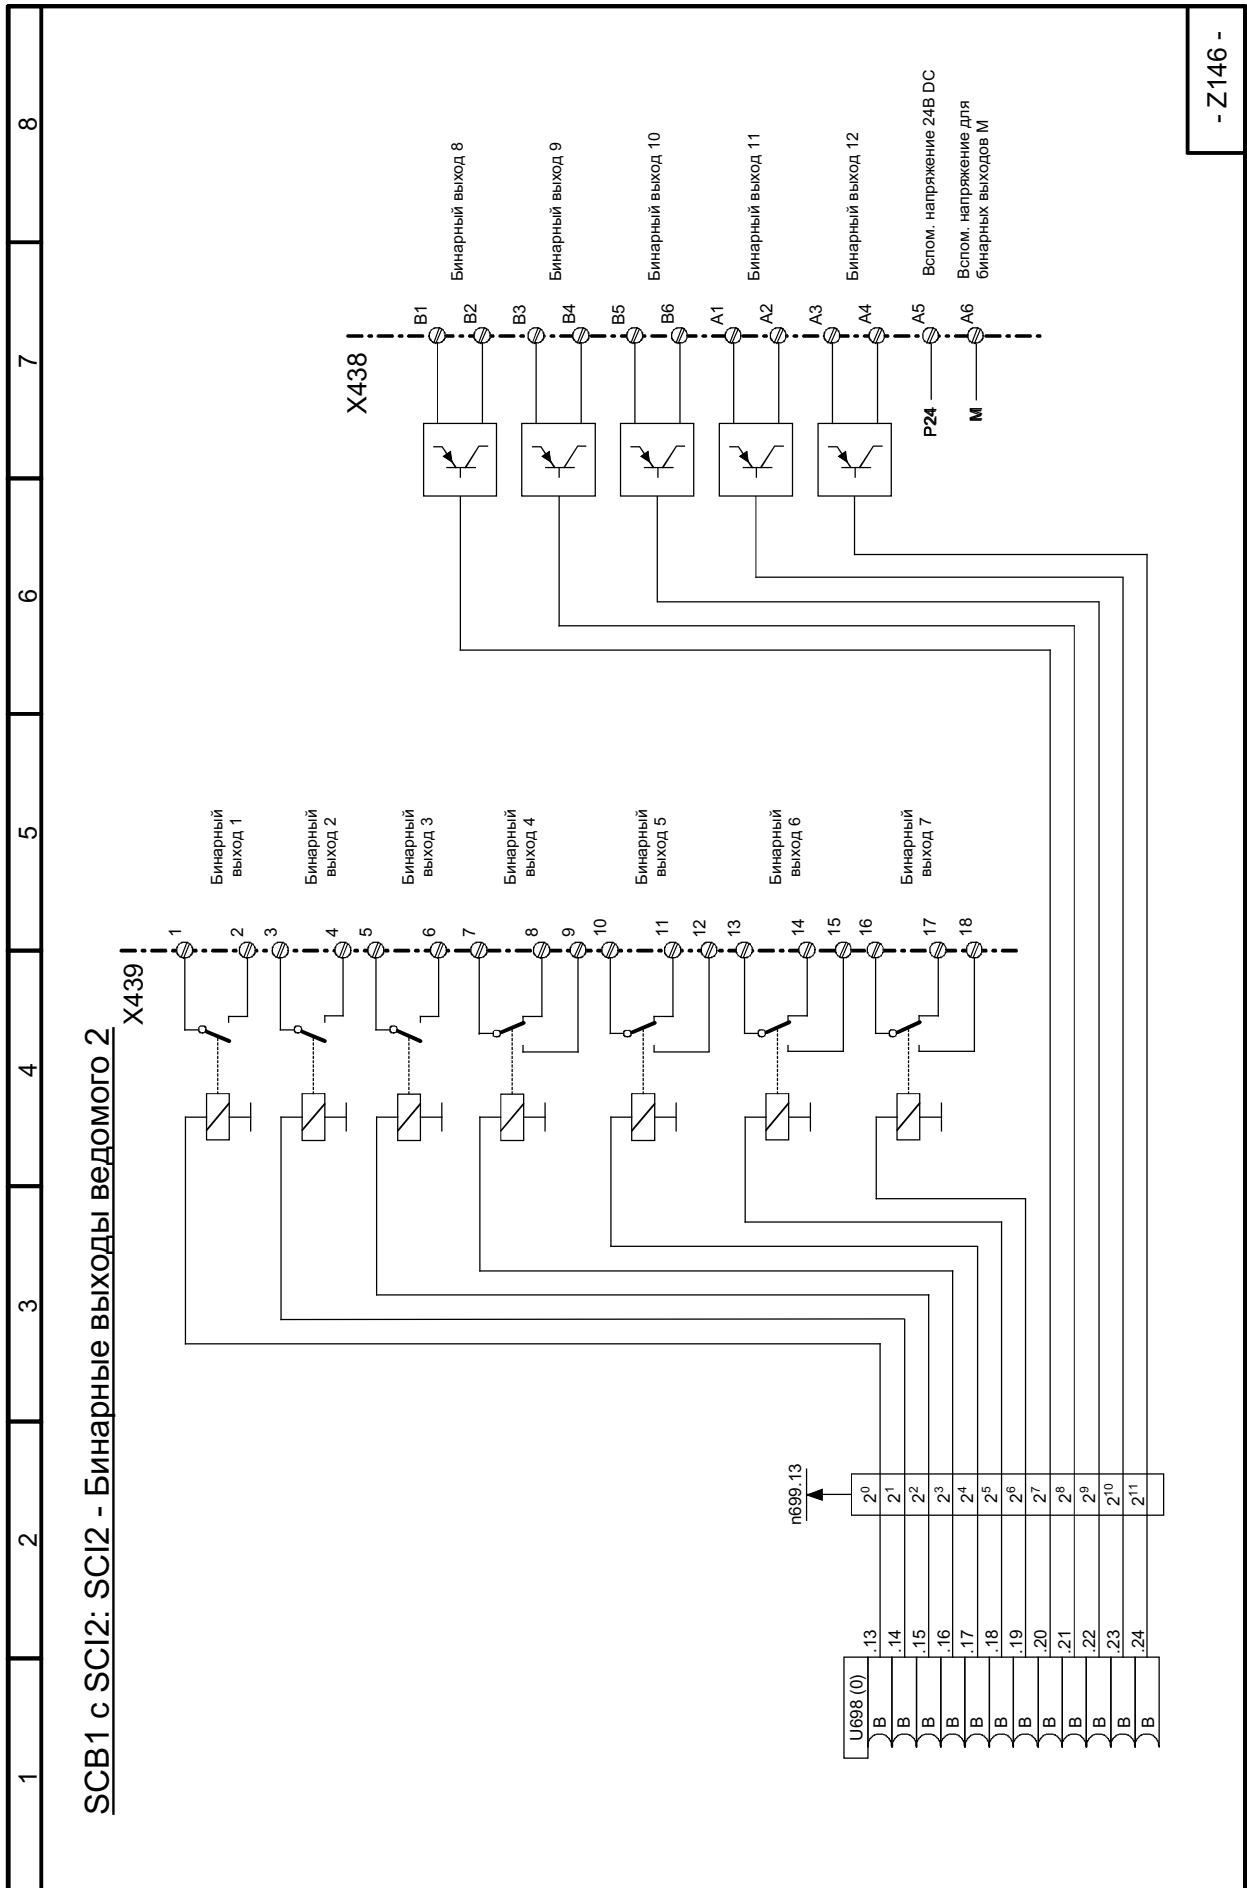 1 2 3 4 5 6 7 8
SCB1 с SCI2: SCI2 - Бинарные выходы ведомого 2
X439
1
2
Бинарный
выход 1
3
4
Бинарный
выход 2
5
6
Бинарный
выход 3
7
8
9
Бинарный
выход 4
10
11
12
Бинарный
выход 5
13
14
15
Бинарный
выход 6
16
17
18
Бинарный
выход 7
X438
B1
B2
Бинарный выход 8
B3
B4
Бинарный выход 9
B5
B6
Бинарный выход 10
A1
A2
Бинарный выход 11
A3
A4
Бинарный выход 12
P24
A5
Вспом. напряжение 24В DC
M
A6
Вспом. напряжение для
бинарных выходов М
n699.13
U698 (0)
B .13 2⁰
B .14 2¹
B .15 2²
B .16 2³
B .17 2⁴
B .18 2⁵
B .19 2⁶
B .20 2⁷
B .21 2⁸
B .22 2⁹
B .23 2¹⁰
B .24 2¹¹
- Z146 -